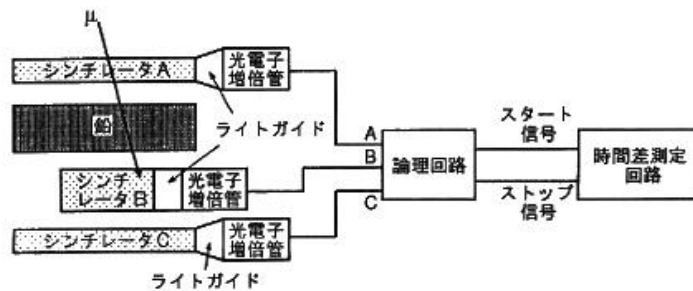 μ
シンチレータA
光電子
増倍管
鉛
ライトガイド
シンチ
レータB
光電子
増倍管
シンチレータC
光電子
増倍管
ライトガイド
A
B
C
論理回路
スタート
信号
ストップ
信号
時間差測定
回路